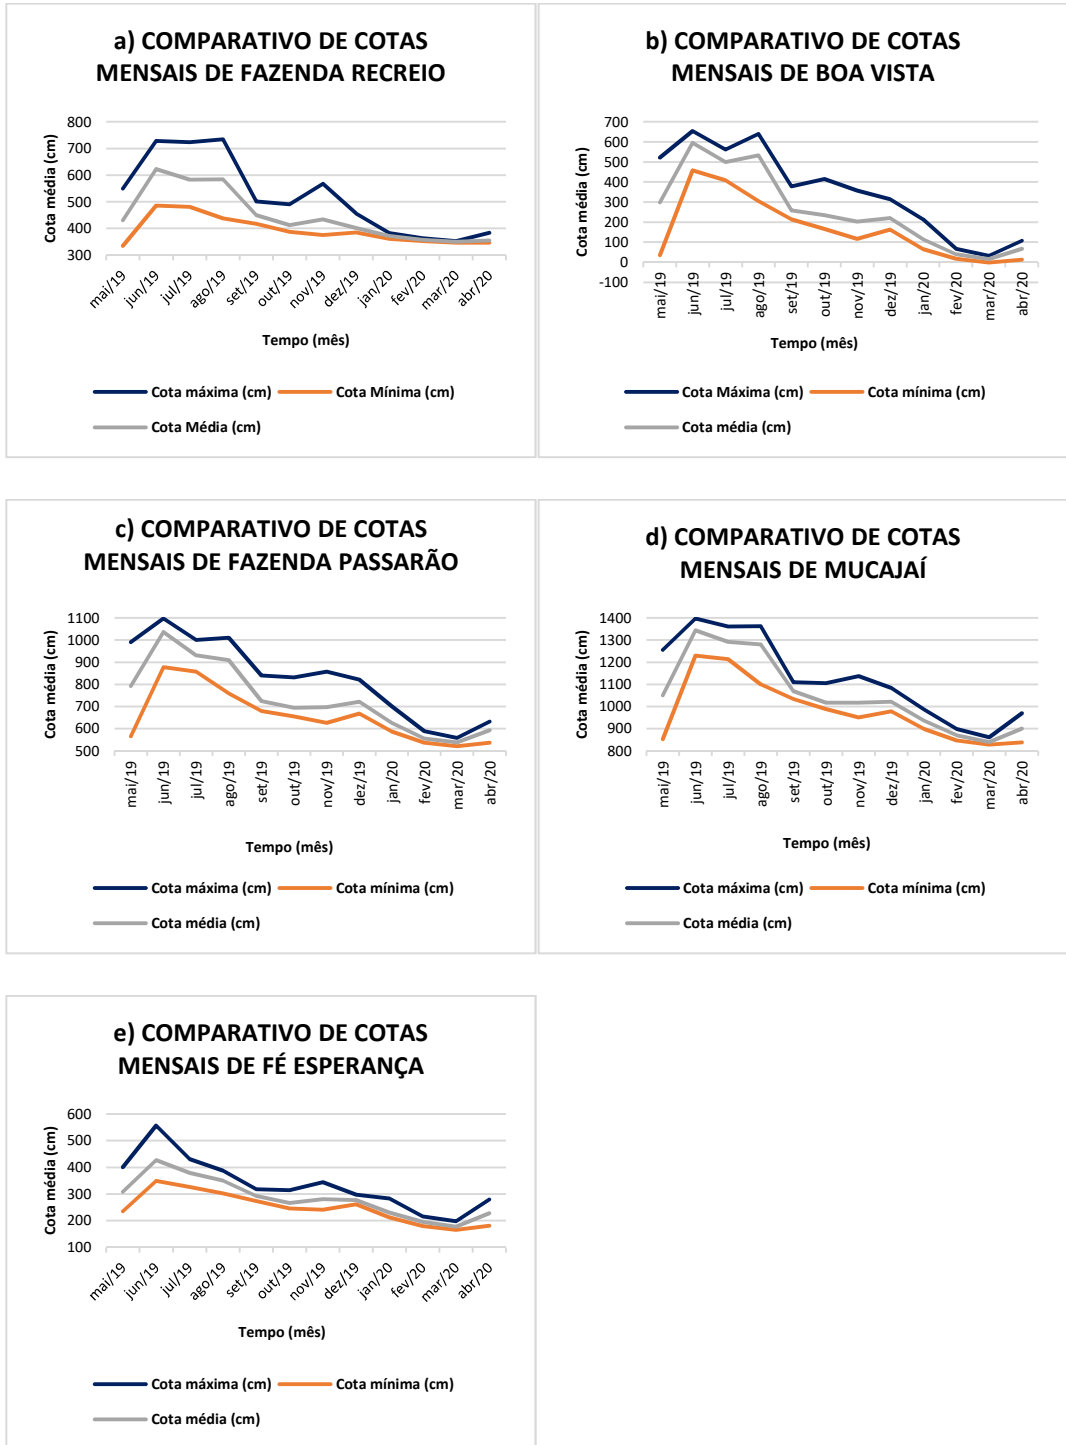 a) COMPARATIVO DE COTAS
MENSAIS DE FAZENDA RECREIO
Cota média (cm)
800
700
600
500
400
300
mai/19
jun/19
jul/19
ago/19
set/19
out/19
nov/19
dez/19
jan/20
fev/20
mar/20
abr/20
Tempo (mês)
Cota máxima (cm)
Cota Mínima (cm)
Cota Média (cm)
b) COMPARATIVO DE COTAS
MENSAIS DE BOA VISTA
Cota média (cm)
700
600
500
400
300
200
100
0
-100
mai/19
jun/19
jul/19
ago/19
set/19
out/19
nov/19
dez/19
jan/20
fev/20
mar/20
abr/20
Tempo (mês)
Cota Máxima (cm)
Cota mínima (cm)
Cota média (cm)
c) COMPARATIVO DE COTAS
MENSAIS DE FAZENDA PASSARÃO
Cota média (cm)
1100
1000
900
800
700
600
500
mai/19
jun/19
jul/19
ago/19
set/19
out/19
nov/19
dez/19
jan/20
fev/20
mar/20
abr/20
Tempo (mês)
Cota máxima (cm)
Cota mínima (cm)
Cota média (cm)
d) COMPARATIVO DE COTAS
MENSAIS DE MUCAJAÍ
Cota média (cm)
1400
1300
1200
1100
1000
900
800
mai/19
jun/19
jul/19
ago/19
set/19
out/19
nov/19
dez/19
jan/20
fev/20
mar/20
abr/20
Tempo (mês)
Cota máxima (cm)
Cota mínima (cm)
Cota média (cm)
e) COMPARATIVO DE COTAS
MENSAIS DE FÉ ESPERANÇA
Cota média (cm)
600
500
400
300
200
100
mai/19
jun/19
jul/19
ago/19
set/19
out/19
nov/19
dez/19
jan/20
fev/20
mar/20
abr/20
Tempo (mês)
Cota máxima (cm)
Cota mínima (cm)
Cota média (cm)